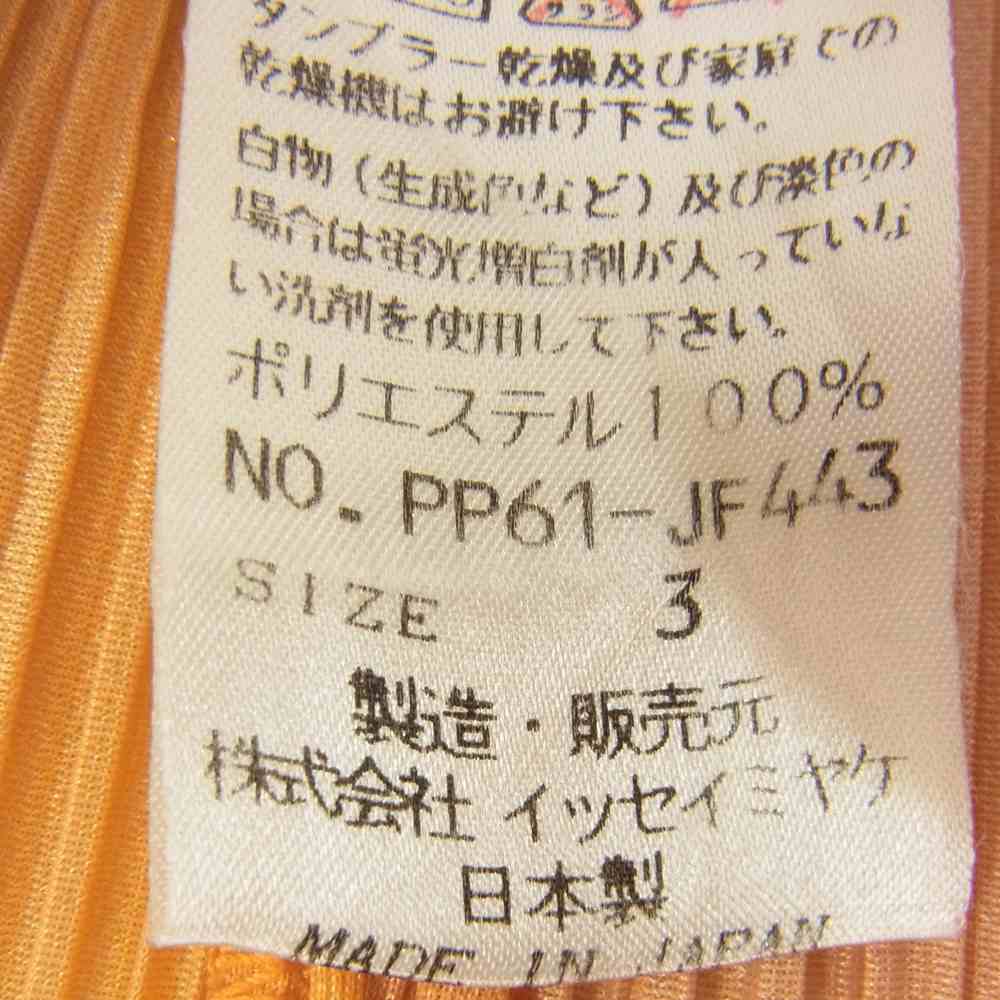 タンブラー乾燥及び家庭での
乾燥機はお避け下さい。
白物(生成色など)及び淡色の
場合は蛍光増白剤が入っていな
い洗剤を使用して下さい。
ポリエステル100%
NO. PP61-JF443
SIZE 3
製造・販売元
株式会社 イッセイミヤケ
日本製
MADE IN JAPAN